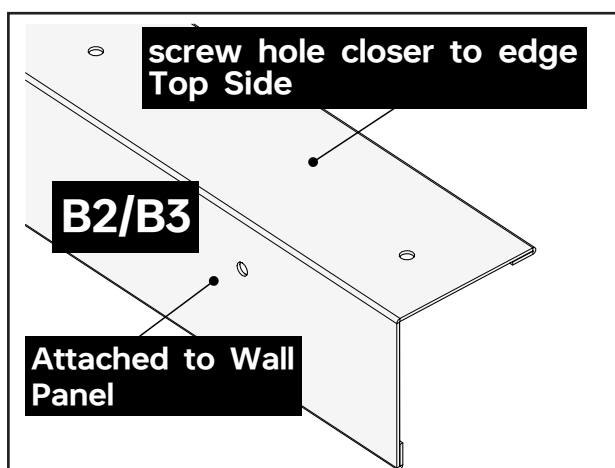 screw hole closer to edge
Top Side
B2/B3
Attached to Wall
Panel